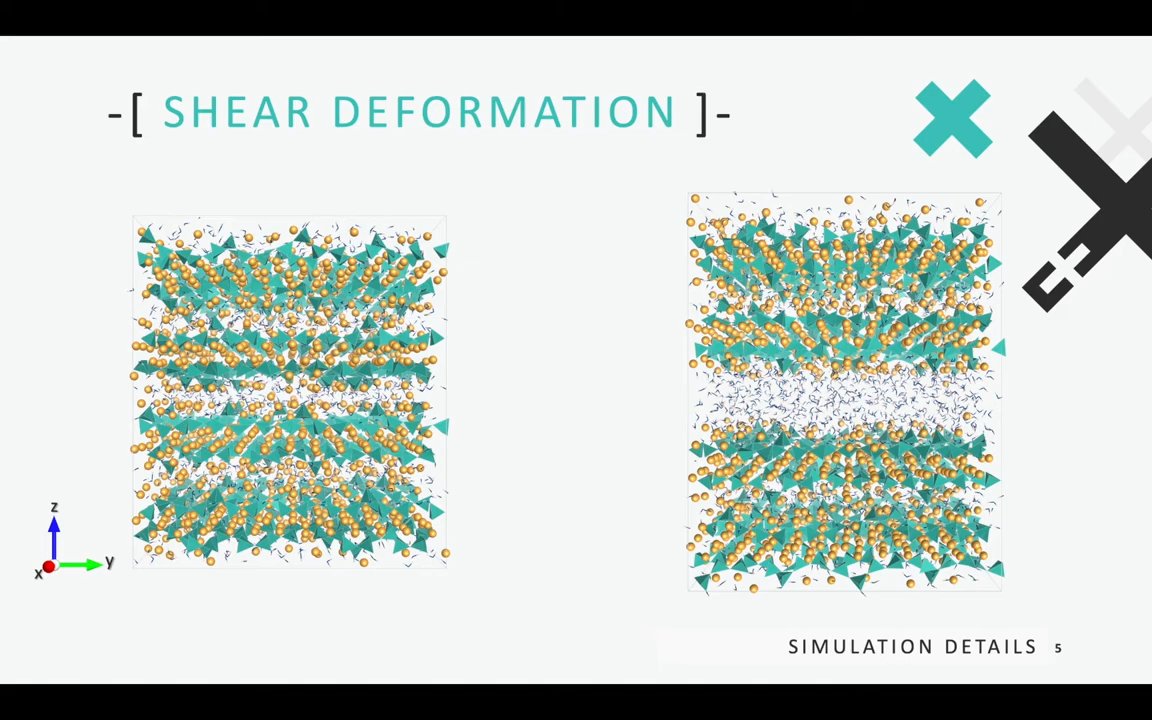 -[ SHEAR DEFORMATION ]-
z
y
x
SIMULATION DETAILS 5